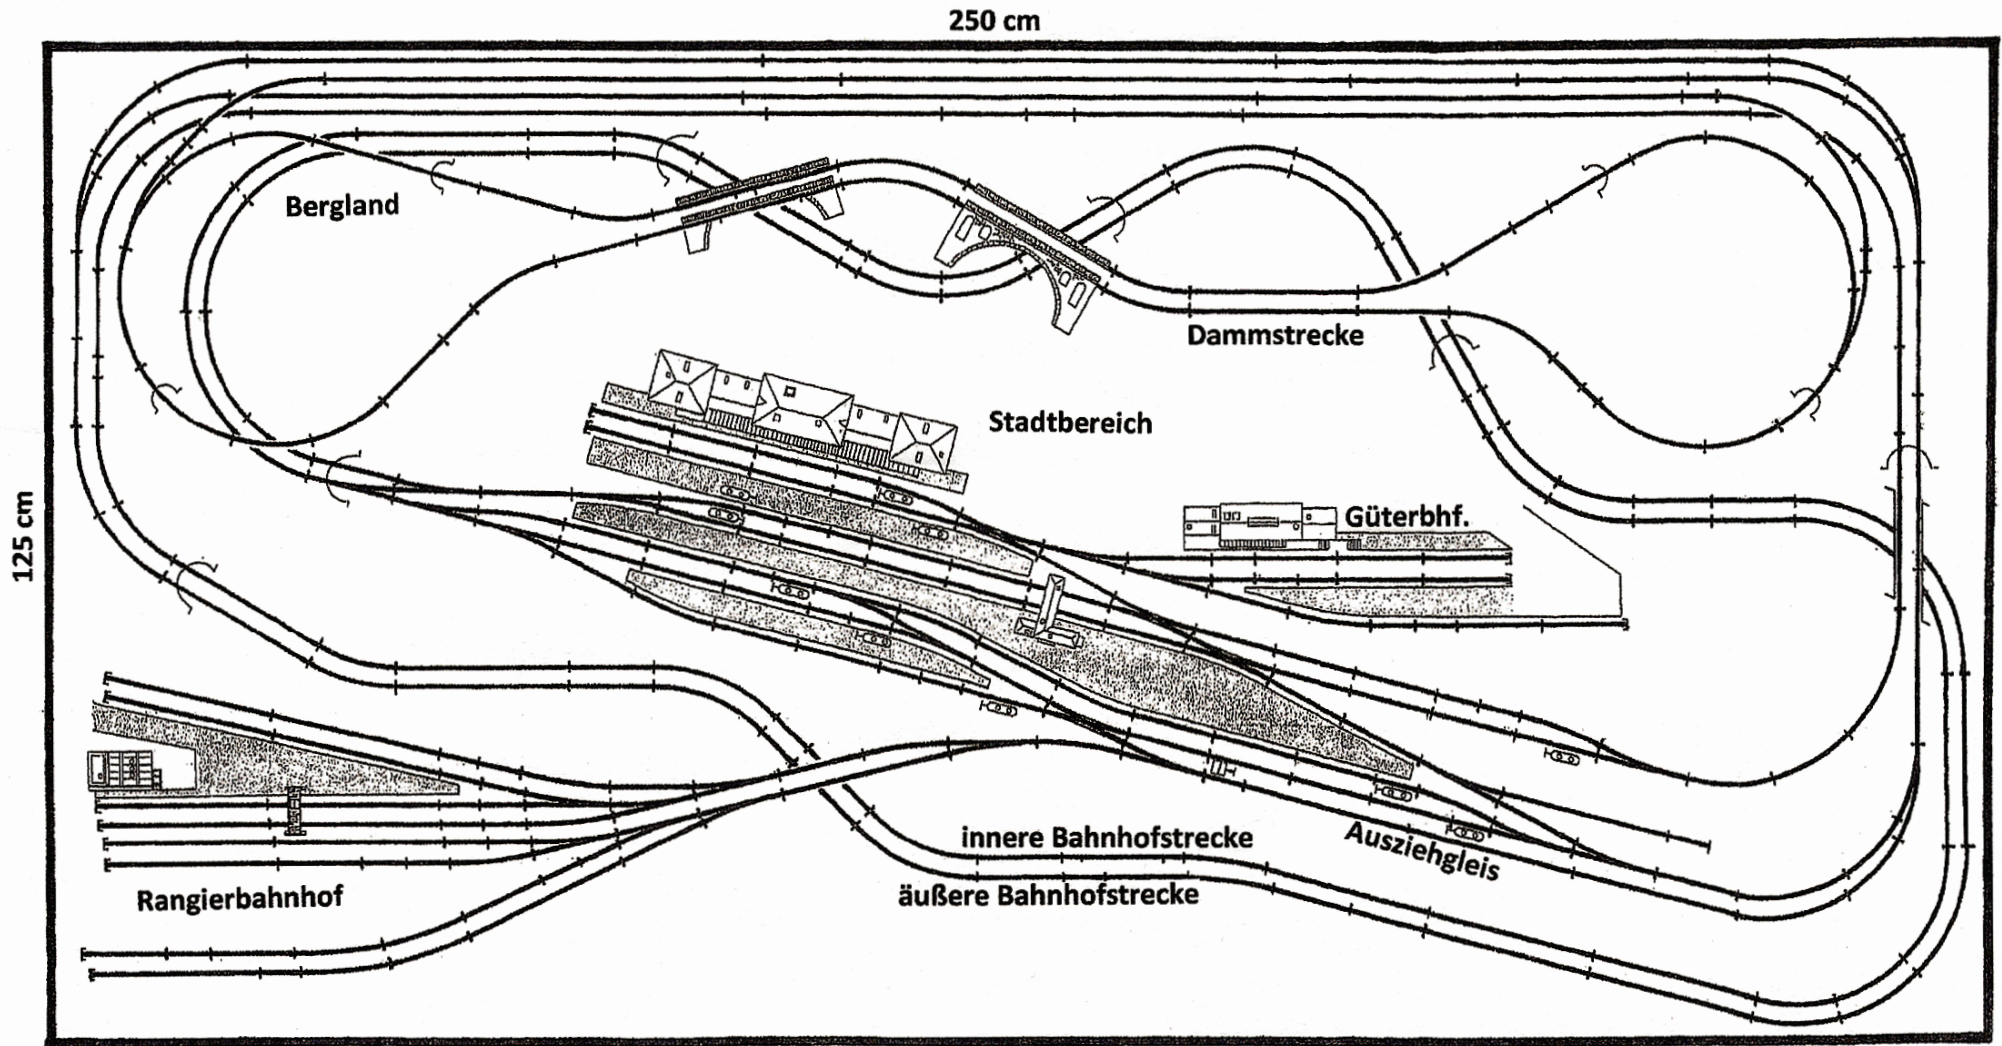 250 cm
Bergland
Dammstrecke
Stadtbereich
Güterbhf.
125 cm
innere Bahnhofstrecke
Ausziehgleis
äußere Bahnhofstrecke
Rangierbahnhof